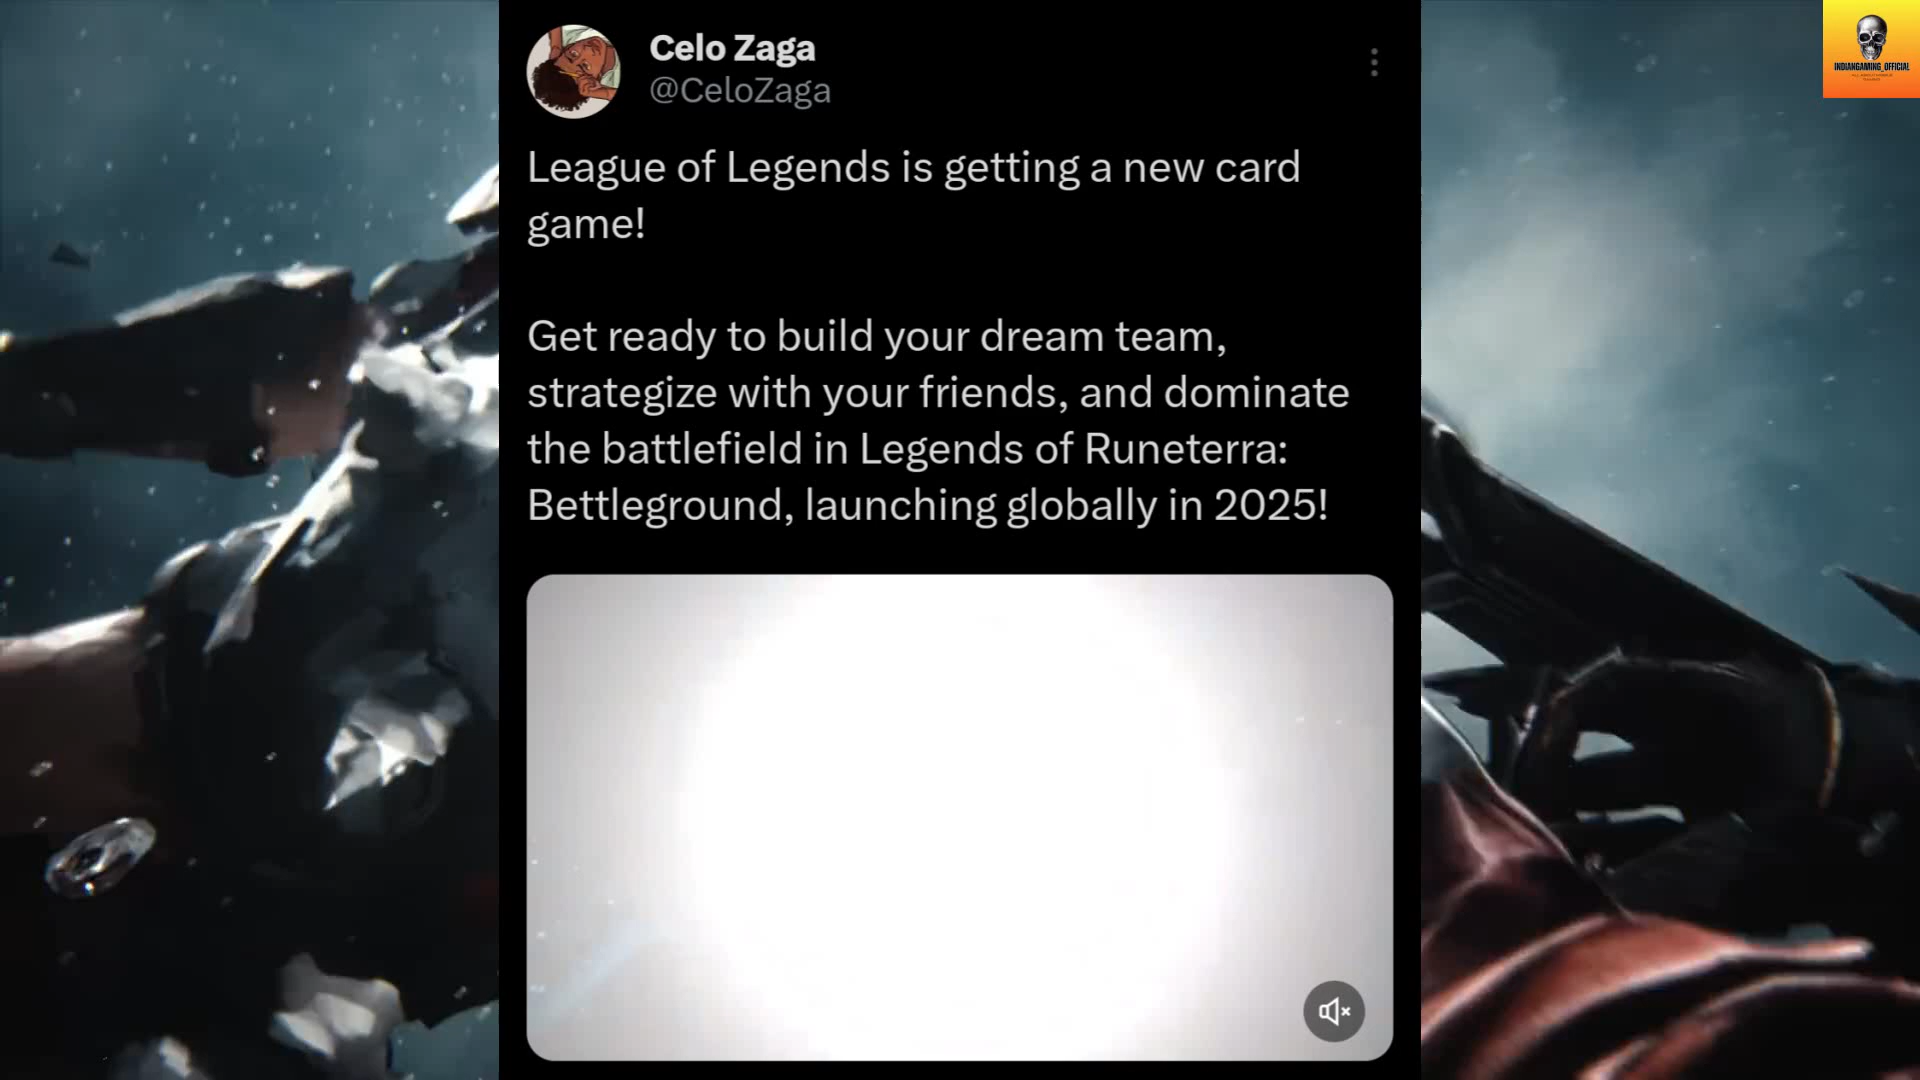 Celo Zaga
@CeloZaga
INDIANGAMING_OFFICIAL
League of Legends is getting a new card
game!
Get ready to build your dream team,
strategize with your friends, and dominate
the battlefield in Legends of Runeterra:
Bettleground, launching globally in 2025!